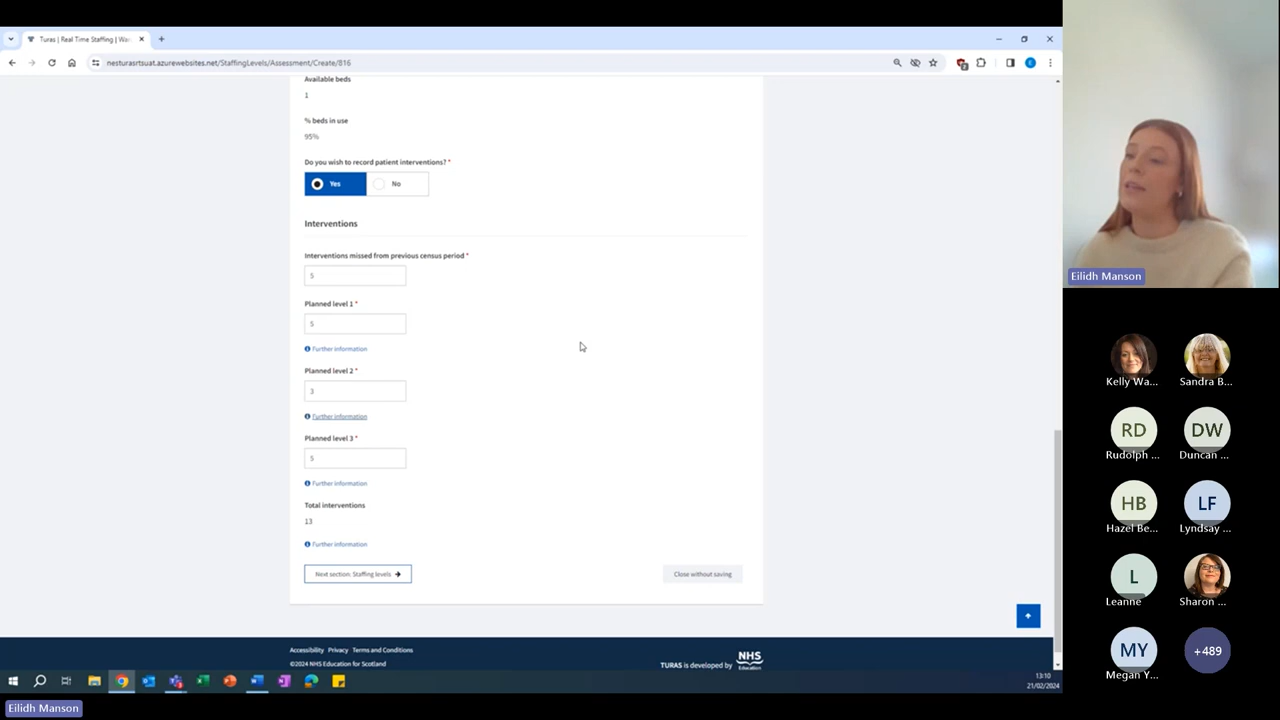 Turas | Real Time Staffing | Wa
nesturasrtsuat.azurewebsites.net/StaffingLevels/Assessment/Create/816
Available beds
1
% beds in use
95%
Do you wish to record patient interventions? *
Yes
No
Interventions
Interventions missed from previous census period *
5
Planned level 1 *
5
Further information
Planned level 2 *
3
Further information
Planned level 3 *
5
Further information
Total interventions
13
Further information
Next section: Staffing levels
Close without saving
Accessibility Privacy Terms and Conditions
©2024 NHS Education for Scotland
TURAS is developed by
NHS
Education
13:10
21/02/2024
Eilidh Manson
Eilidh Manson
Kelly Wa...
Sandra B...
RD
DW
Rudolph ...
Duncan ...
HB
LF
Hazel Be...
Lyndsay ...
L
Leanne
Sharon ...
MY
+489
Megan Y...